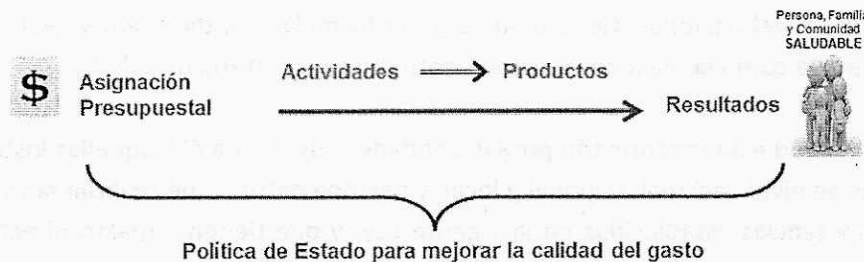 Persona, Familia
y Comunidad
SALUDABLE
$
Asignación
Presupuestal
Actividades
Productos
Resultados
Política de Estado para mejorar la calidad del gasto